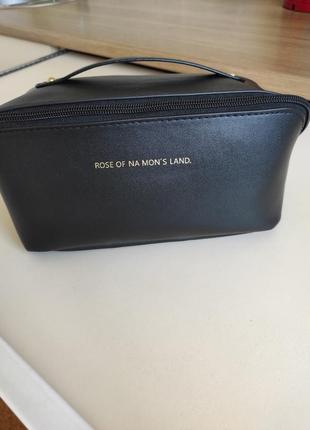 ROSE OF NA MON'S LAND.